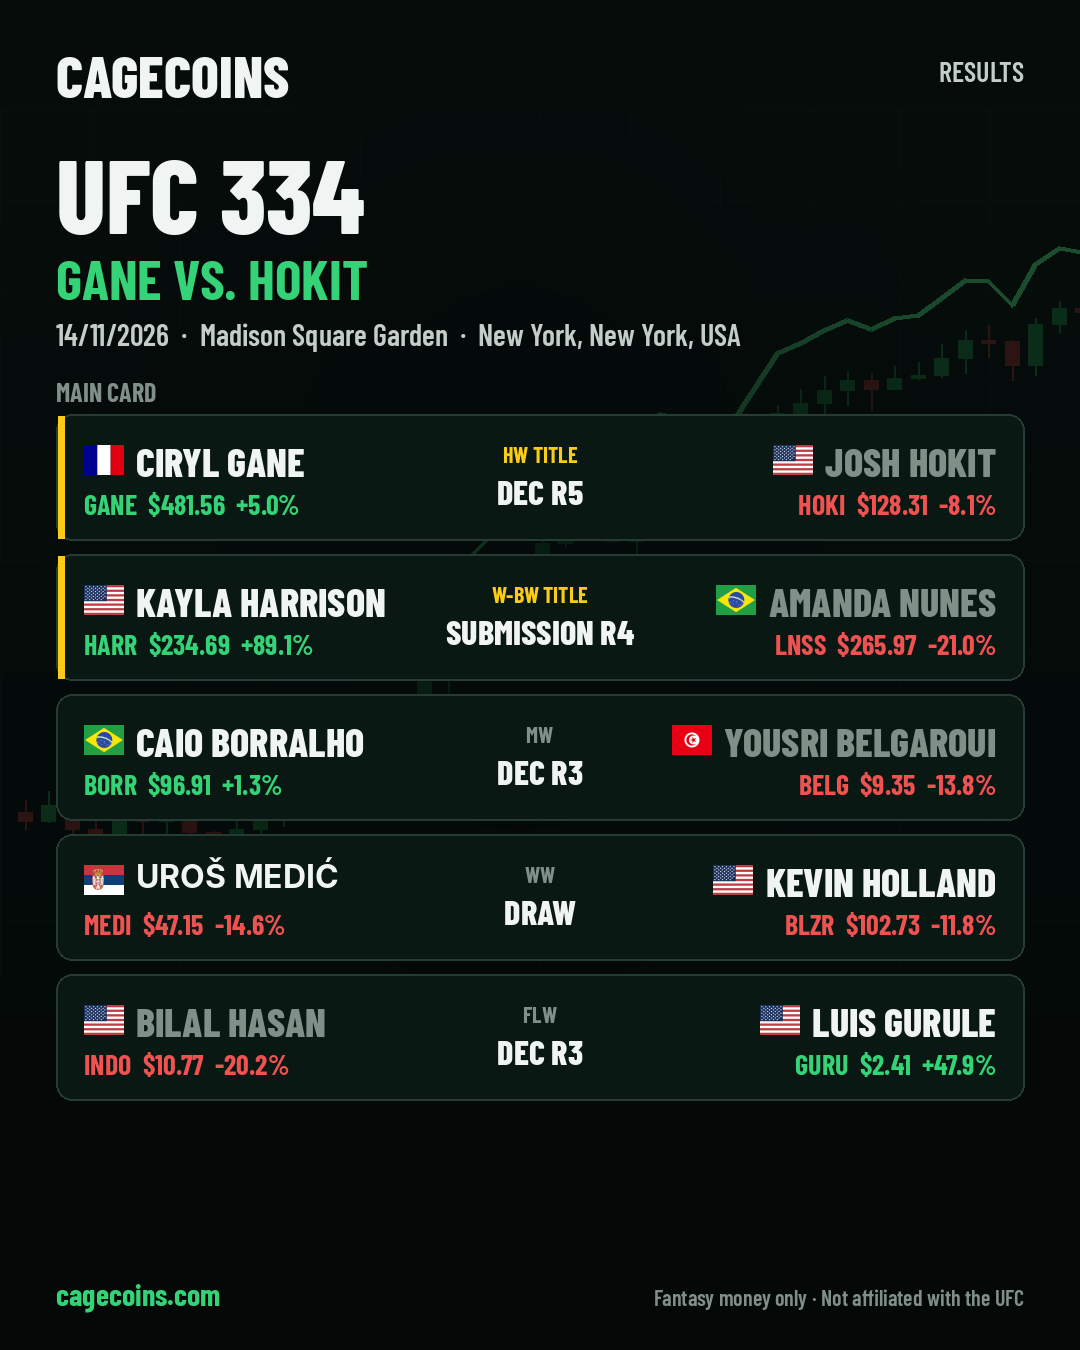 CAGECOINS
RESULTS
UFC 334
GANE VS. HOKIT
14/11/2026 · Madison Square Garden · New York, New York, USA
MAIN CARD
CIRYL GANE
GANE $481.56 +5.0%
HW TITLE
DEC R5
JOSH HOKIT
HOKI $128.31 -8.1%
KAYLA HARRISON
HARR $234.69 +89.1%
W-BW TITLE
SUBMISSION R4
AMANDA NUNES
LNSS $265.97 -21.0%
CAIO BORRALHO
BORR $96.91 +1.3%
MW
DEC R3
YOUSRI BELGAROUI
BELG $9.35 -13.8%
UROŠ MEDIĆ
MEDI $47.15 -14.6%
WW
DRAW
KEVIN HOLLAND
BLZR $102.73 -11.8%
BILAL HASAN
INDO $10.77 -20.2%
FLW
DEC R3
LUIS GURULE
GURU $2.41 +47.9%
cagecoins.com
Fantasy money only · Not affiliated with the UFC